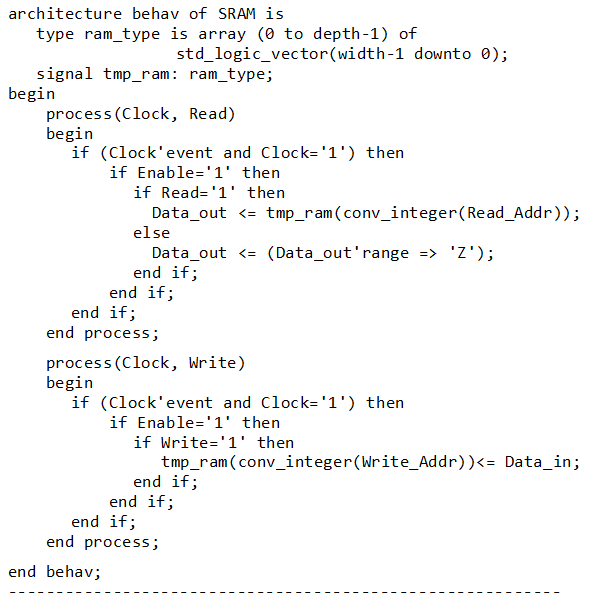 architecture behav of SRAM is
type ram_type is array (0 to depth-1) of
std_logic_vector(width-1 downto 0);
signal tmp_ram: ram_type;
begin
process(Clock, Read)
begin
if (Clock'event and Clock='1') then
if Enable='1' then
if Read='1' then
Data_out <= tmp_ram(conv_integer(Read_Addr));
else
Data_out <= (Data_out'range => 'Z');
end if;
end if;
end if;
end process;
process(Clock, Write)
begin
if (Clock'event and Clock='1') then
if Enable='1' then
if Write='1' then
tmp_ram(conv_integer(Write_Addr))<= Data_in;
end if;
end if;
end if;
end process;
end behav;
----------------------------------------------------------